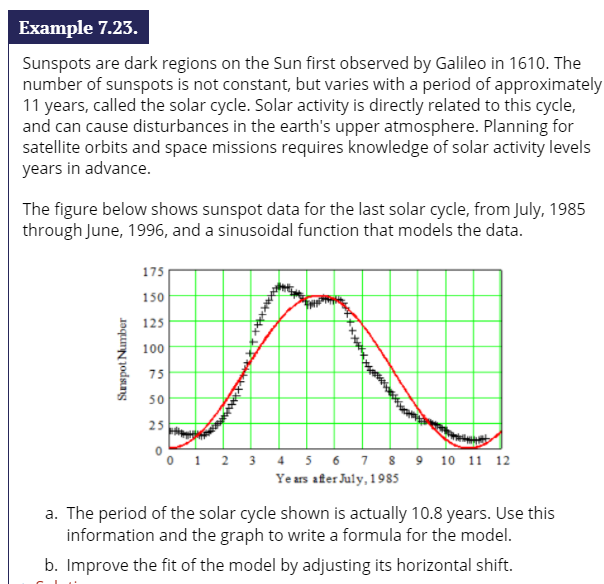 Example 7.23.
Sunspots are dark regions on the Sun first observed by Galileo in 1610. The
number of sunspots is not constant, but varies with a period of approximately
11 years, called the solar cycle. Solar activity is directly related to this cycle,
and can cause disturbances in the earth's upper atmosphere. Planning for
satellite orbits and space missions requires knowledge of solar activity levels
years in advance.
The figure below shows sunspot data for the last solar cycle, from July, 1985
through June, 1996, and a sinusoidal function that models the data.
175
150
125
100
75
50
25
0
Sunspot Number
0 1 2 3 4 5 6 7 8 9 10 11 12
Years after July, 1985
a. The period of the solar cycle shown is actually 10.8 years. Use this
information and the graph to write a formula for the model.
b. Improve the fit of the model by adjusting its horizontal shift.